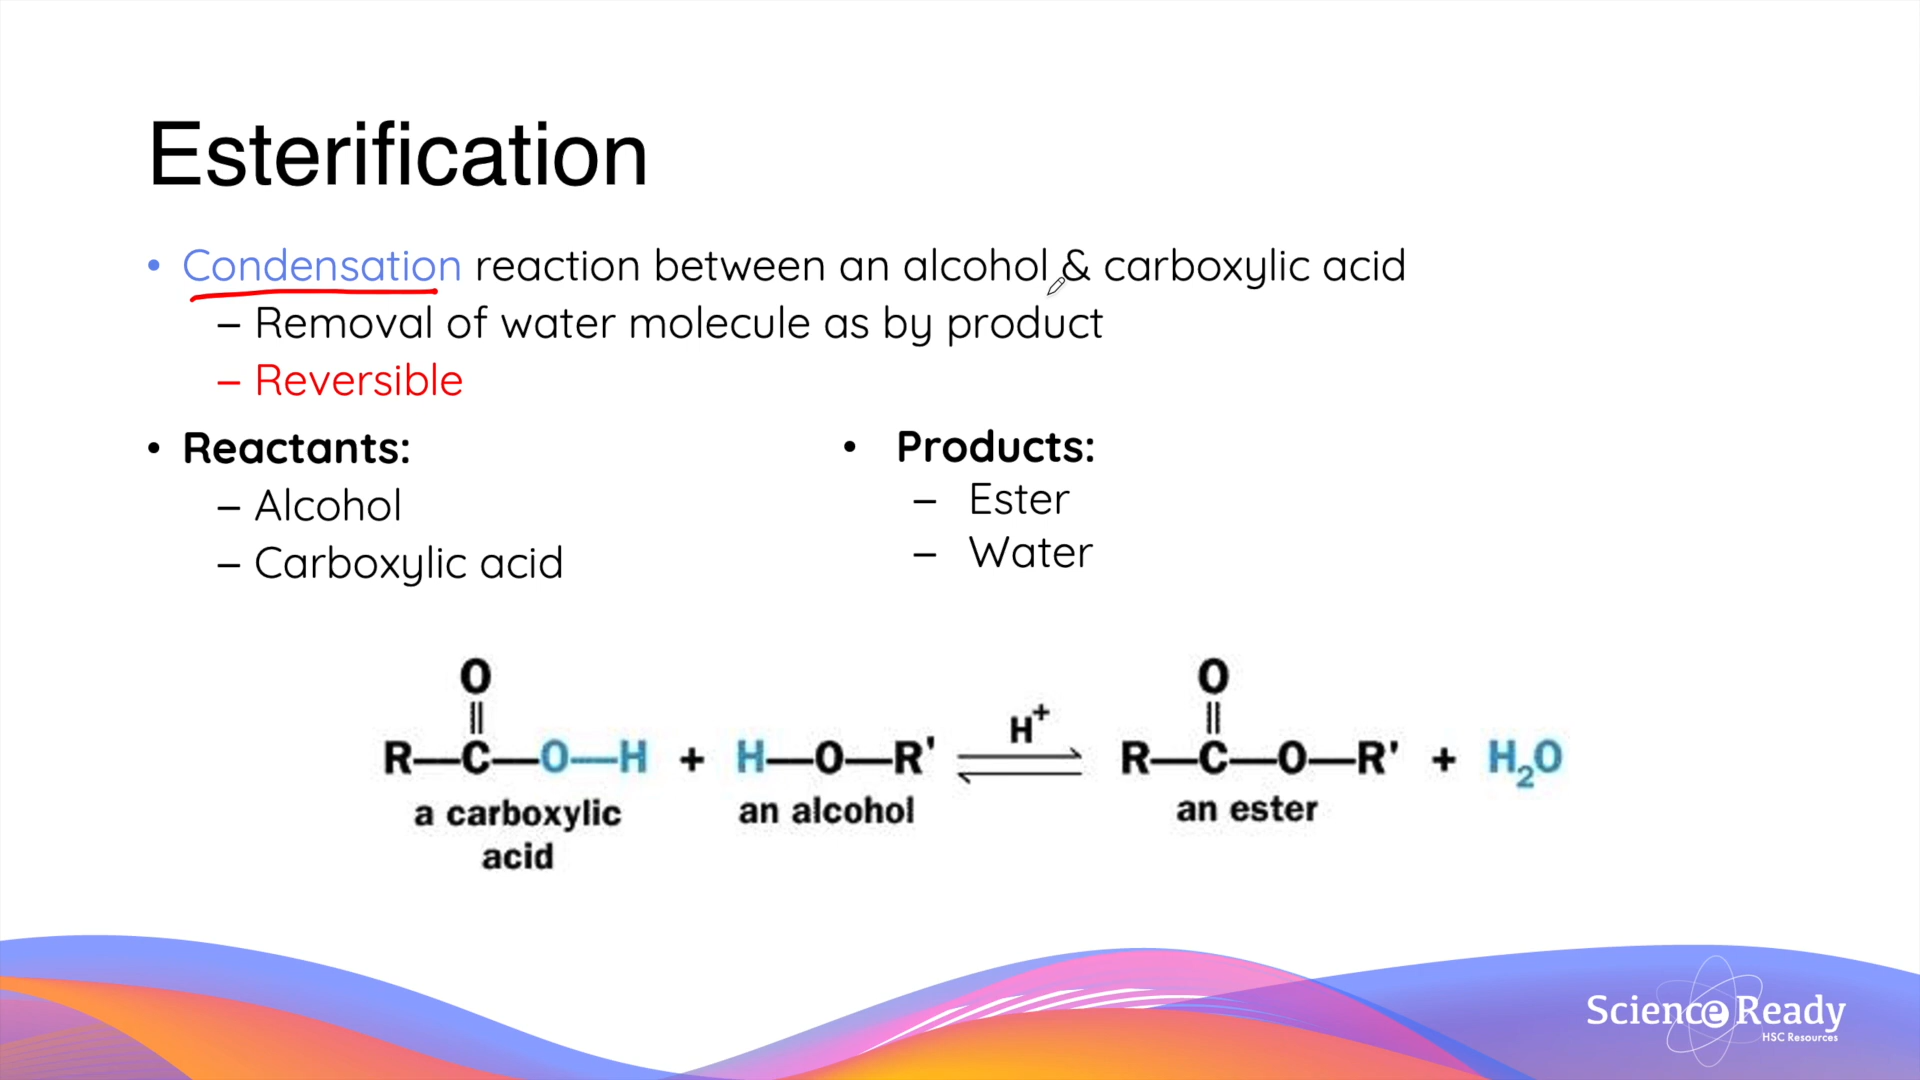 Esterification
• Condensation reaction between an alcohol & carboxylic acid
– Removal of water molecule as by product
– Reversible
• Reactants:
– Alcohol
– Carboxylic acid
• Products:
– Ester
– Water
O
||
R—C—O—H + H—O—R' ⇌ H⁺
a carboxylic acid
an alcohol
O
||
R—C—O—R' + H₂O
an ester
Science Ready
HSC Resources